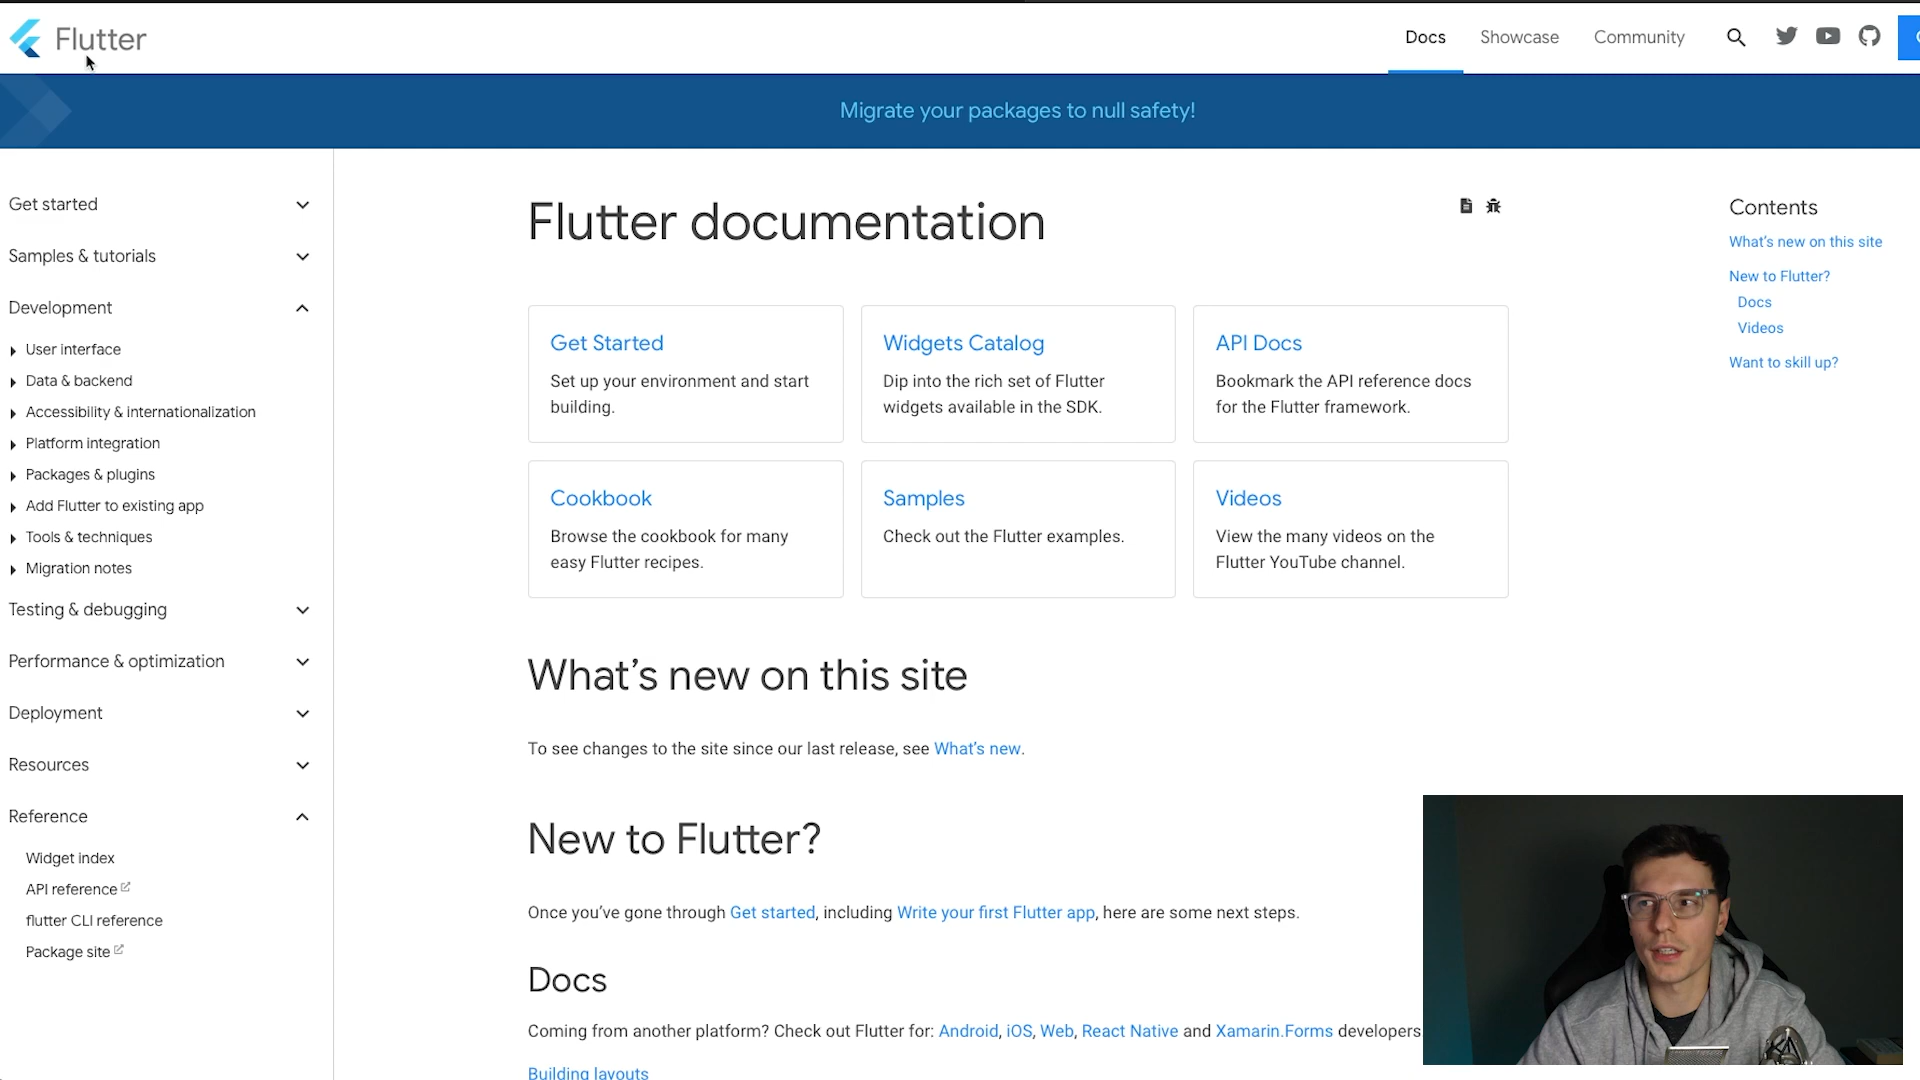 Flutter
Docs
Showcase
Community
Migrate your packages to null safety!
Get started
Samples & tutorials
Development
User interface
Data & backend
Accessibility & internationalization
Platform integration
Packages & plugins
Add Flutter to existing app
Tools & techniques
Migration notes
Testing & debugging
Performance & optimization
Deployment
Resources
Reference
Widget index
API reference
flutter CLI reference
Package site
Flutter documentation
Get Started
Set up your environment and start
building.
Widgets Catalog
Dip into the rich set of Flutter
widgets available in the SDK.
API Docs
Bookmark the API reference docs
for the Flutter framework.
Cookbook
Browse the cookbook for many
easy Flutter recipes.
Samples
Check out the Flutter examples.
Videos
View the many videos on the
Flutter YouTube channel.
What's new on this site
To see changes to the site since our last release, see What's new.
New to Flutter?
Once you've gone through Get started, including Write your first Flutter app, here are some next steps.
Docs
Coming from another platform? Check out Flutter for: Android, iOS, Web, React Native and Xamarin.Forms developers
Building layouts
Contents
What's new on this site
New to Flutter?
Docs
Videos
Want to skill up?